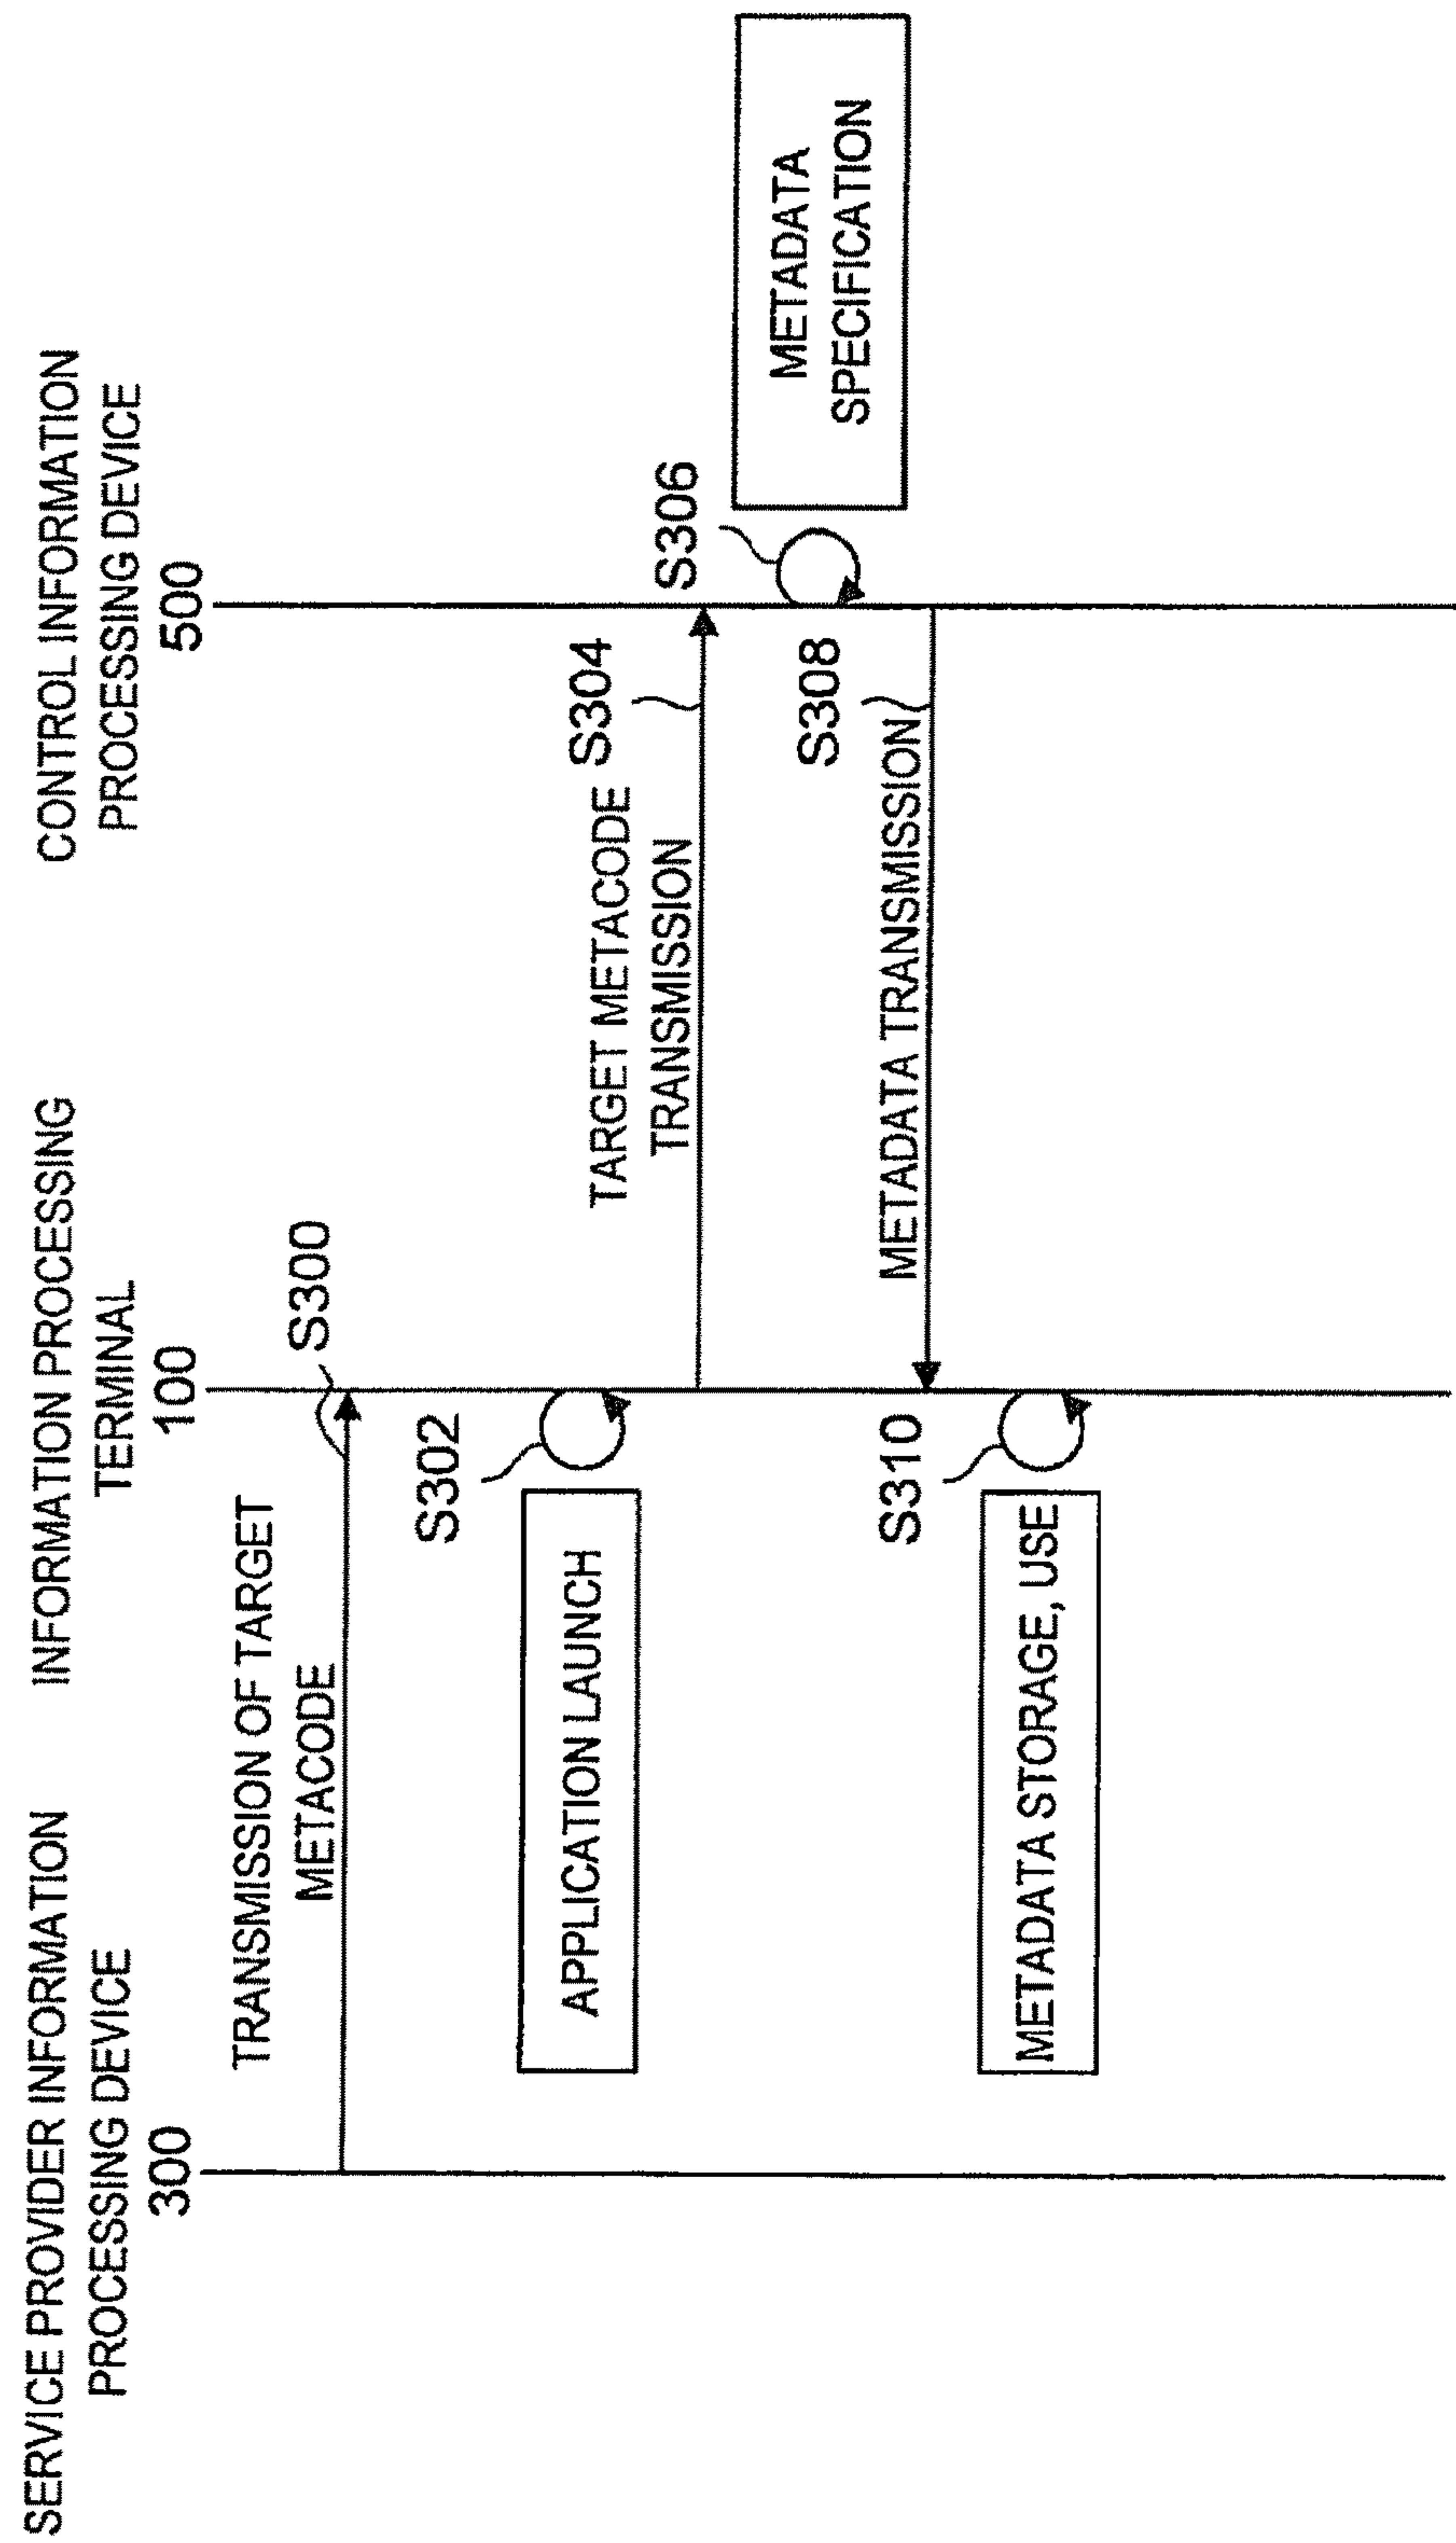 SERVICE PROVIDER INFORMATION
PROCESSING DEVICE
300
INFORMATION PROCESSING
TERMINAL
100
CONTROL INFORMATION
PROCESSING DEVICE
500
TRANSMISSION OF TARGET
METACODE
S300
S302
APPLICATION LAUNCH
TARGET METACODE
TRANSMISSION
S304
S306
METADATA
SPECIFICATION
S308
METADATA TRANSMISSION
S310
METADATA STORAGE, USE